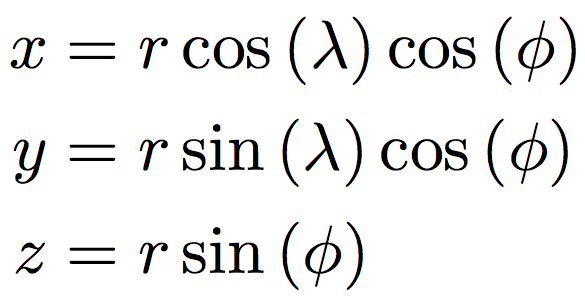 x = r cos (λ) cos (ϕ)
y = r sin (λ) cos (ϕ)
z = r sin (ϕ)